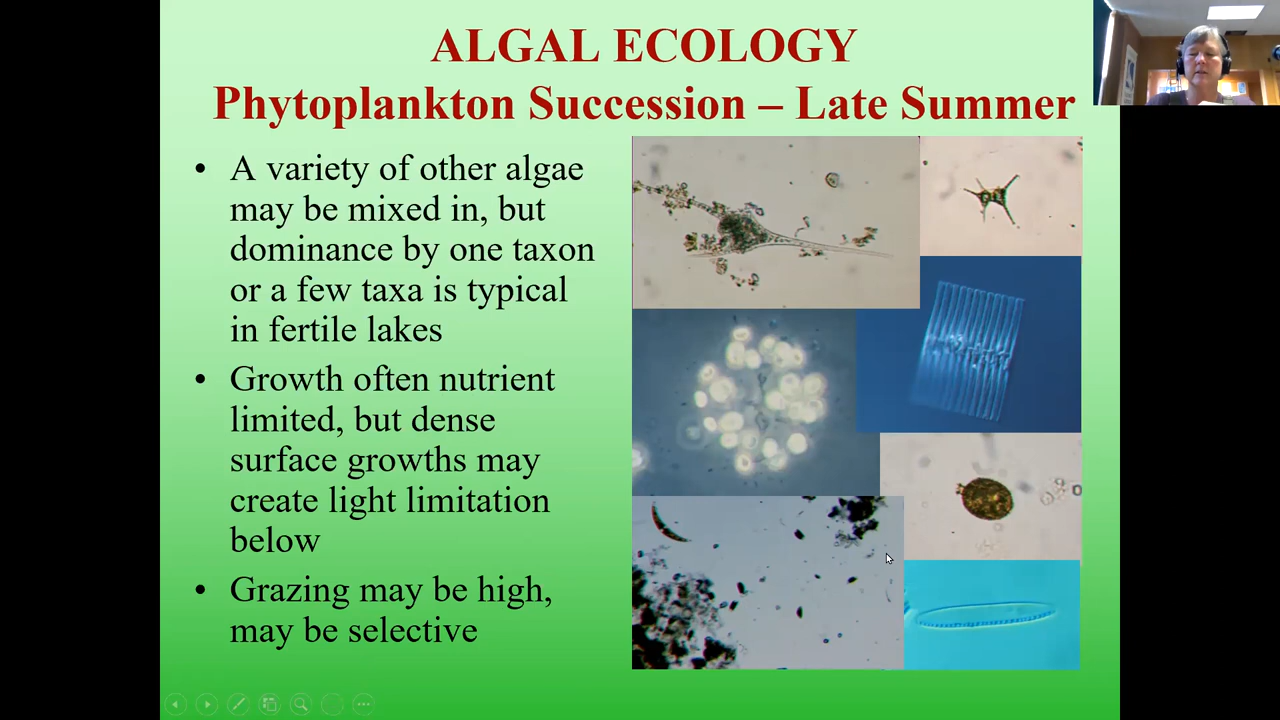 ALGAL ECOLOGY
Phytoplankton Succession – Late Summer
• A variety of other algae
may be mixed in, but
dominance by one taxon
or a few taxa is typical
in fertile lakes
• Growth often nutrient
limited, but dense
surface growths may
create light limitation
below
• Grazing may be high,
may be selective